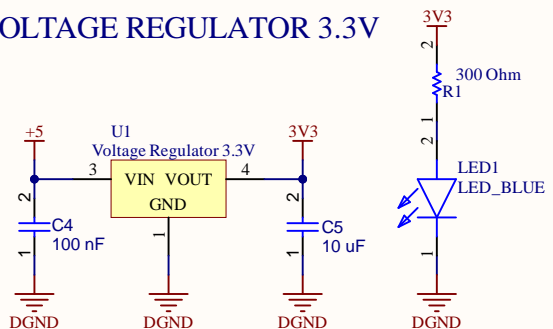 OLTAGE REGULATOR 3.3V
3V3
2
300 Ohm
R1
1
+5
U1
Voltage Regulator 3.3V
3V3
2
3
VIN VOUT
4
GND
LED1
LED_BLUE
2
C4
100 nF
1
1
2
C5
10 uF
1
1
DGND
DGND
DGND
DGND